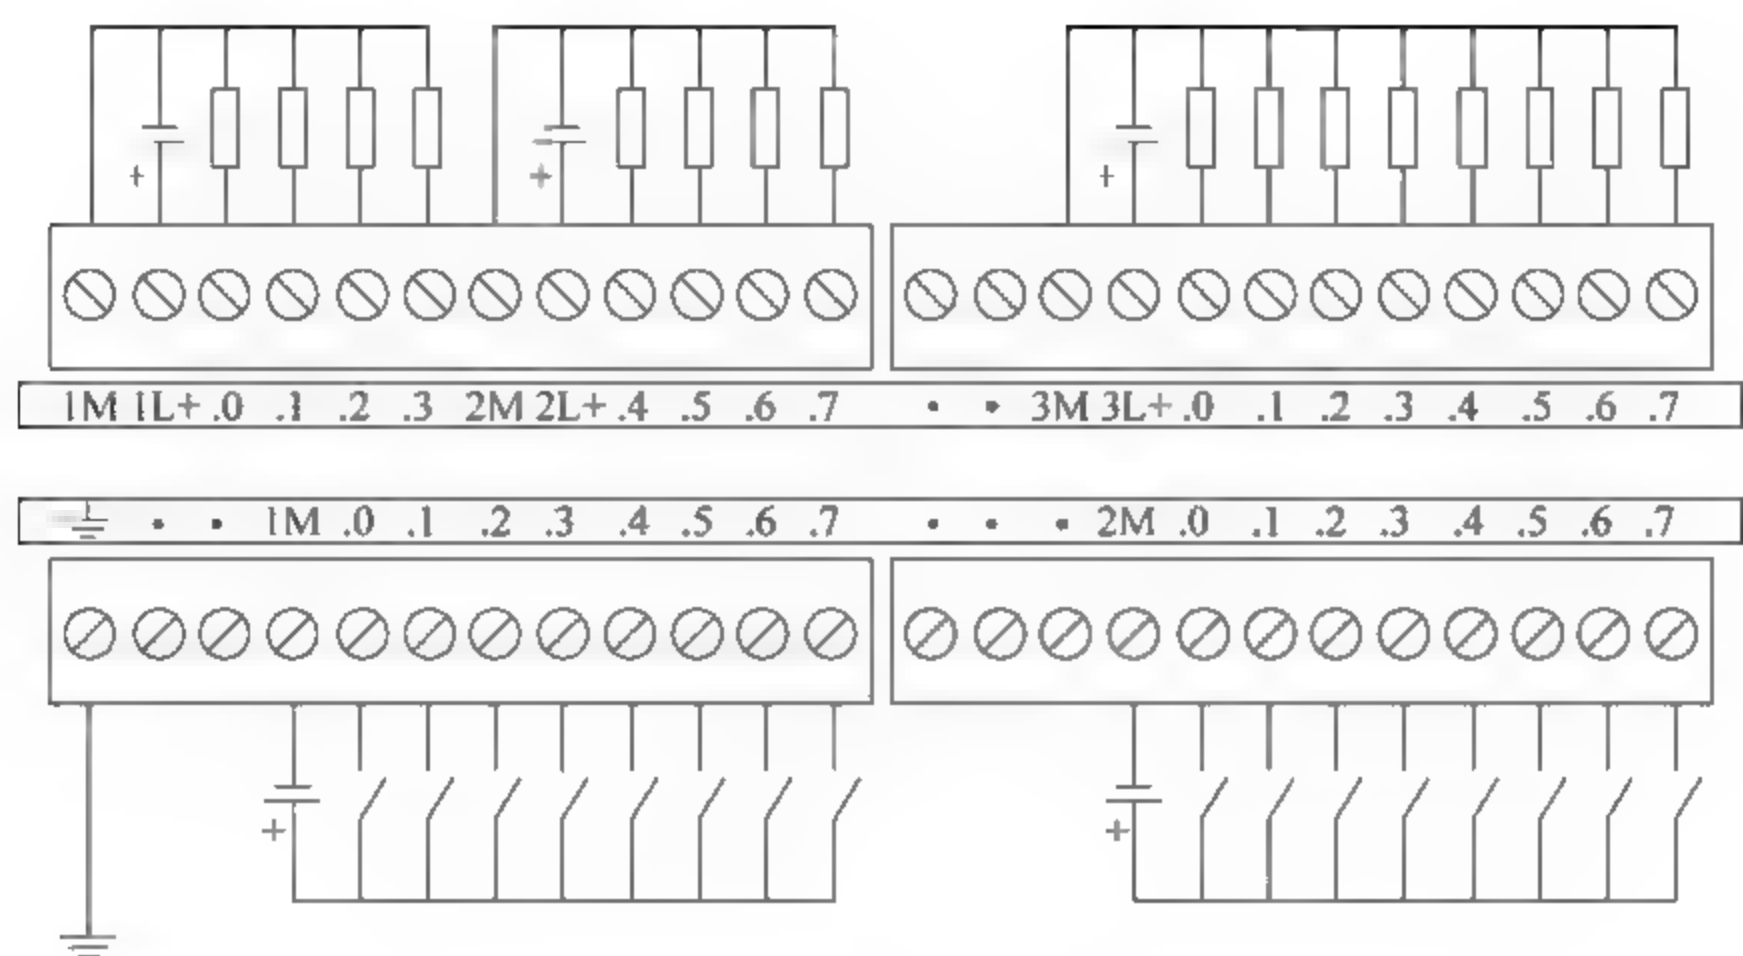 + + +
1M 1L+ .0 .1 .2 .3 2M 2L+ .4 .5 .6 .7 • • 3M 3L+ .0 .1 .2 .3 .4 .5 .6 .7
• • 1M .0 .1 .2 .3 .4 .5 .6 .7 • • • 2M .0 .1 .2 .3 .4 .5 .6 .7
+ +